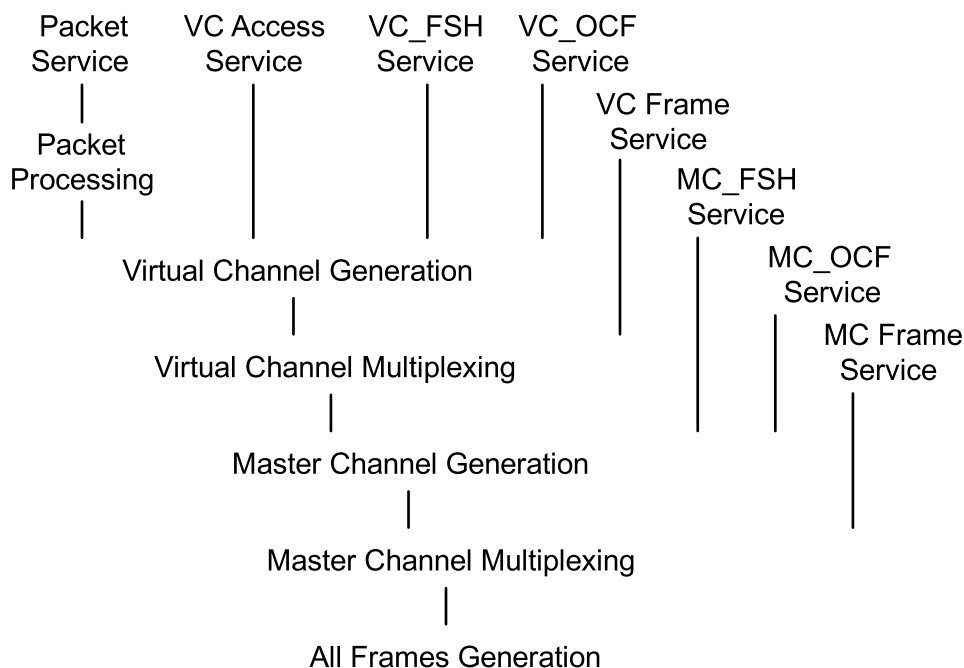 Packet
Service
VC Access
Service
VC_FSH
Service
VC_OCF
Service
VC Frame
Service
Packet
Processing
MC_FSH
Service
Virtual Channel Generation
MC_OCF
Service
MC Frame
Service
Virtual Channel Multiplexing
Master Channel Generation
Master Channel Multiplexing
All Frames Generation